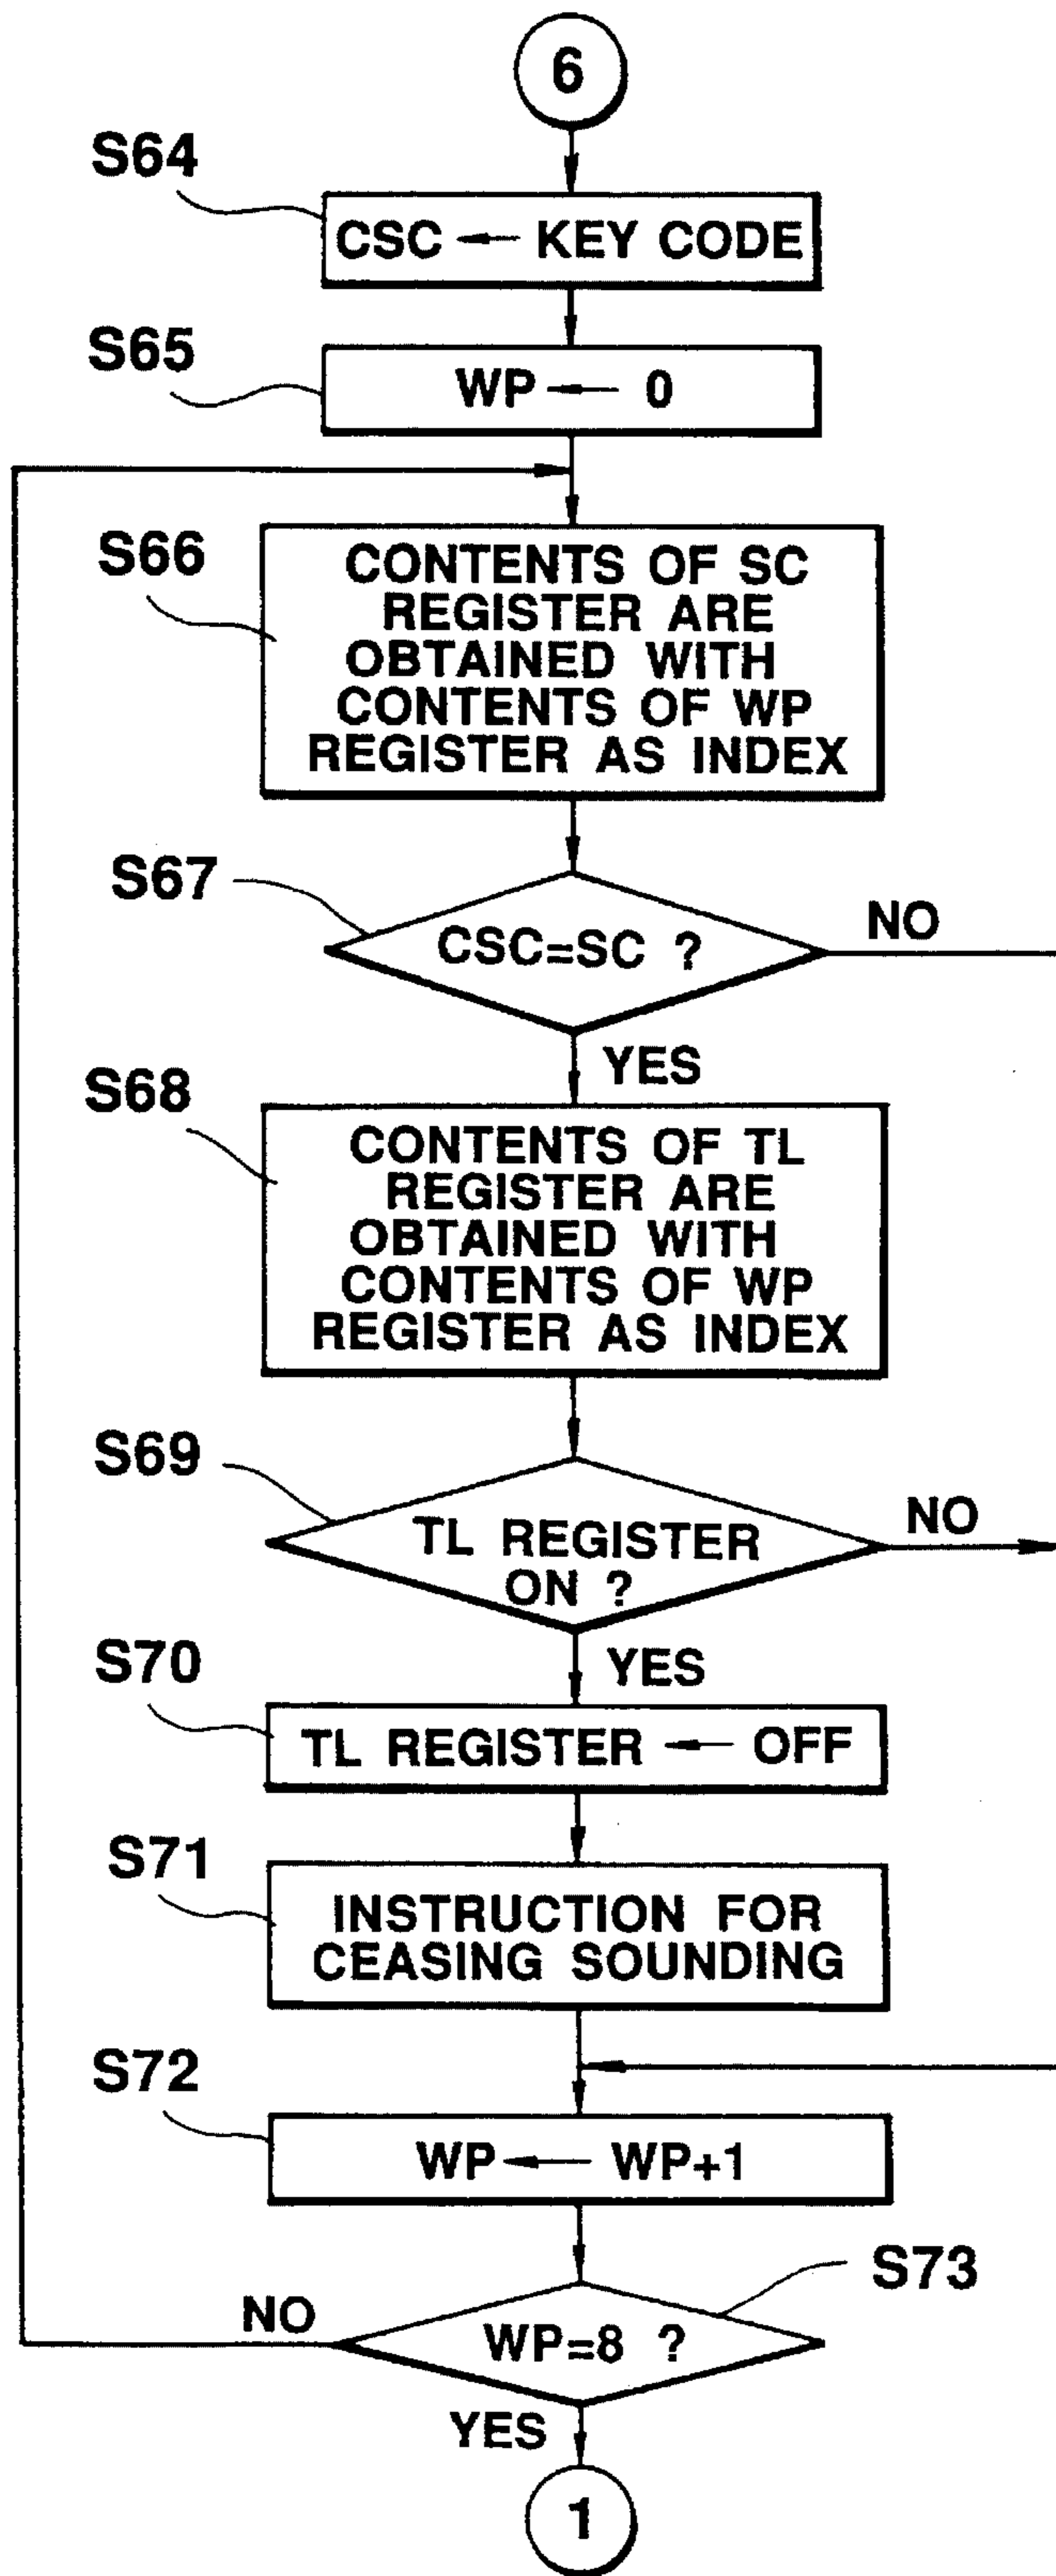 6
S64
CSC ← KEY CODE
S65
WP ← 0
S66
CONTENTS OF SC
REGISTER ARE
OBTAINED WITH
CONTENTS OF WP
REGISTER AS INDEX
S67
CSC=SC ?
NO
YES
S68
CONTENTS OF TL
REGISTER ARE
OBTAINED WITH
CONTENTS OF WP
REGISTER AS INDEX
S69
TL REGISTER
ON ?
NO
YES
S70
TL REGISTER ← OFF
S71
INSTRUCTION FOR
CEASING SOUNDING
S72
WP ← WP+1
S73
WP=8 ?
NO
YES
1